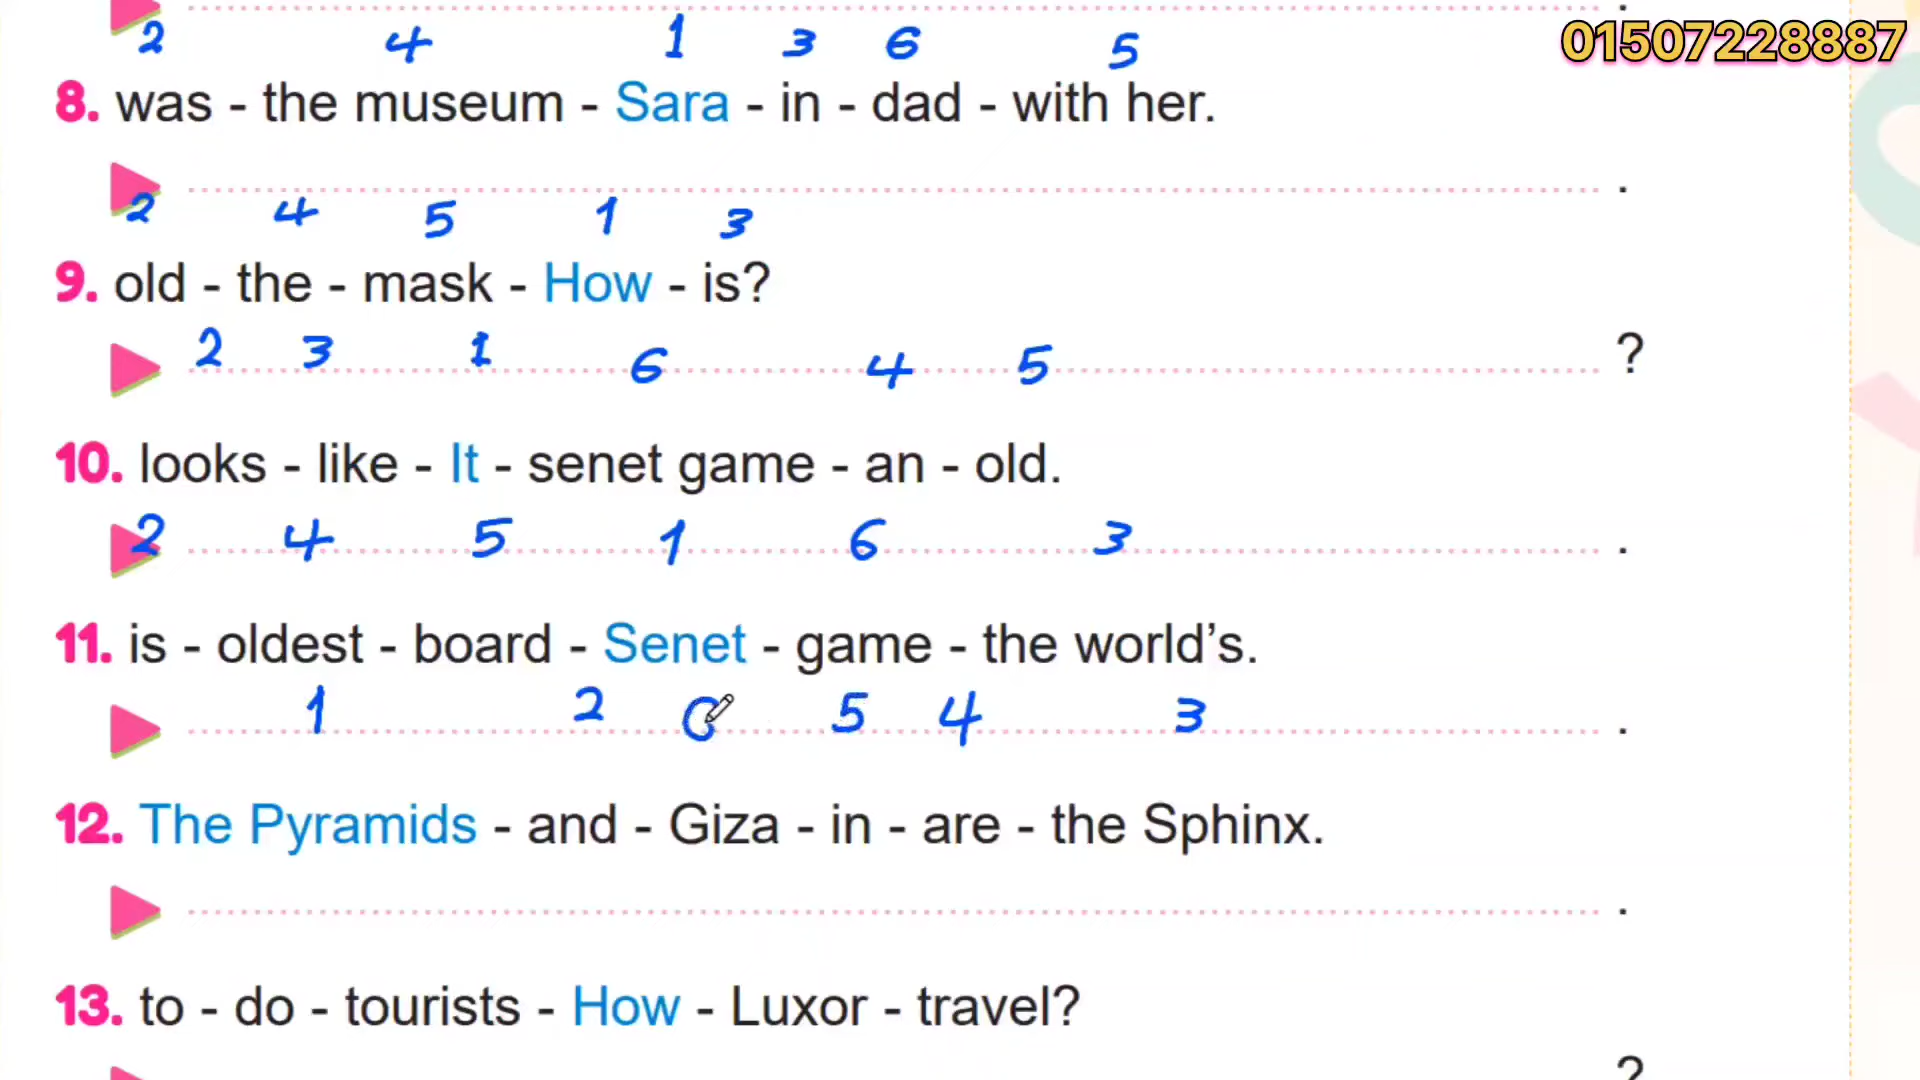 01507228887
2 4 1 3 6 5
8. was - the museum - Sara - in - dad - with her.
.
2 4 5 1 3
9. old - the - mask - How - is?
?
2 3 1 6 4 5
10. looks - like - It - senet game - an - old.
.
2 4 5 1 6 3
11. is - oldest - board - Senet - game - the world’s.
.
1 2 6 5 4 3
12. The Pyramids - and - Giza - in - are - the Sphinx.
.
13. to - do - tourists - How - Luxor - travel?
?